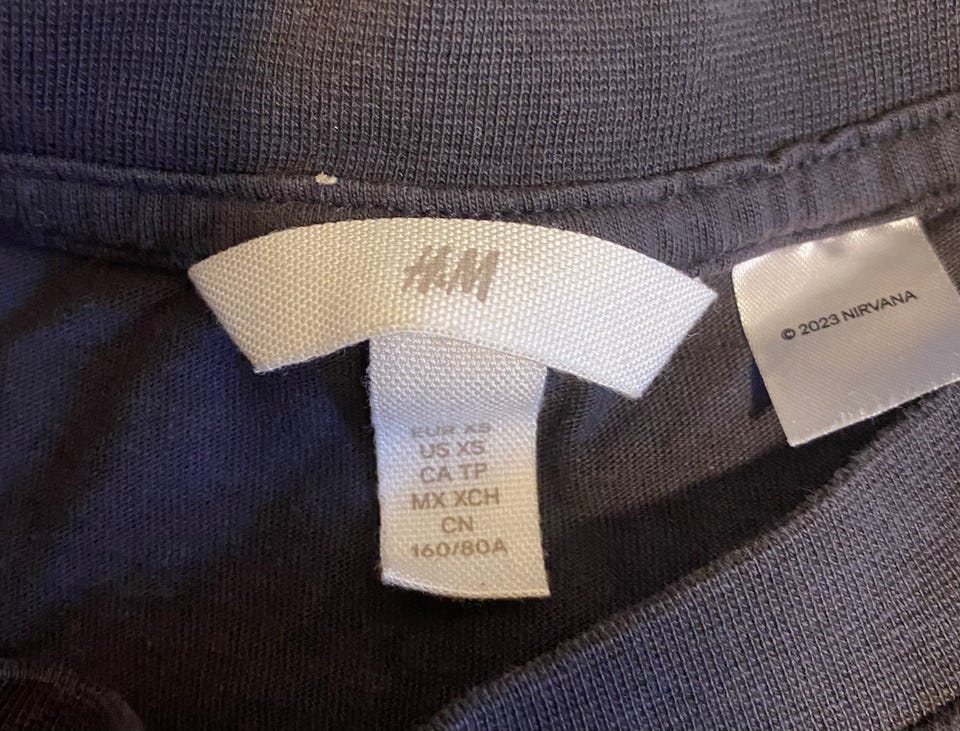 H&M
EUR XS
US XS
CA TP
MX XCH
CN
160/80A
© 2023 NIRVANA